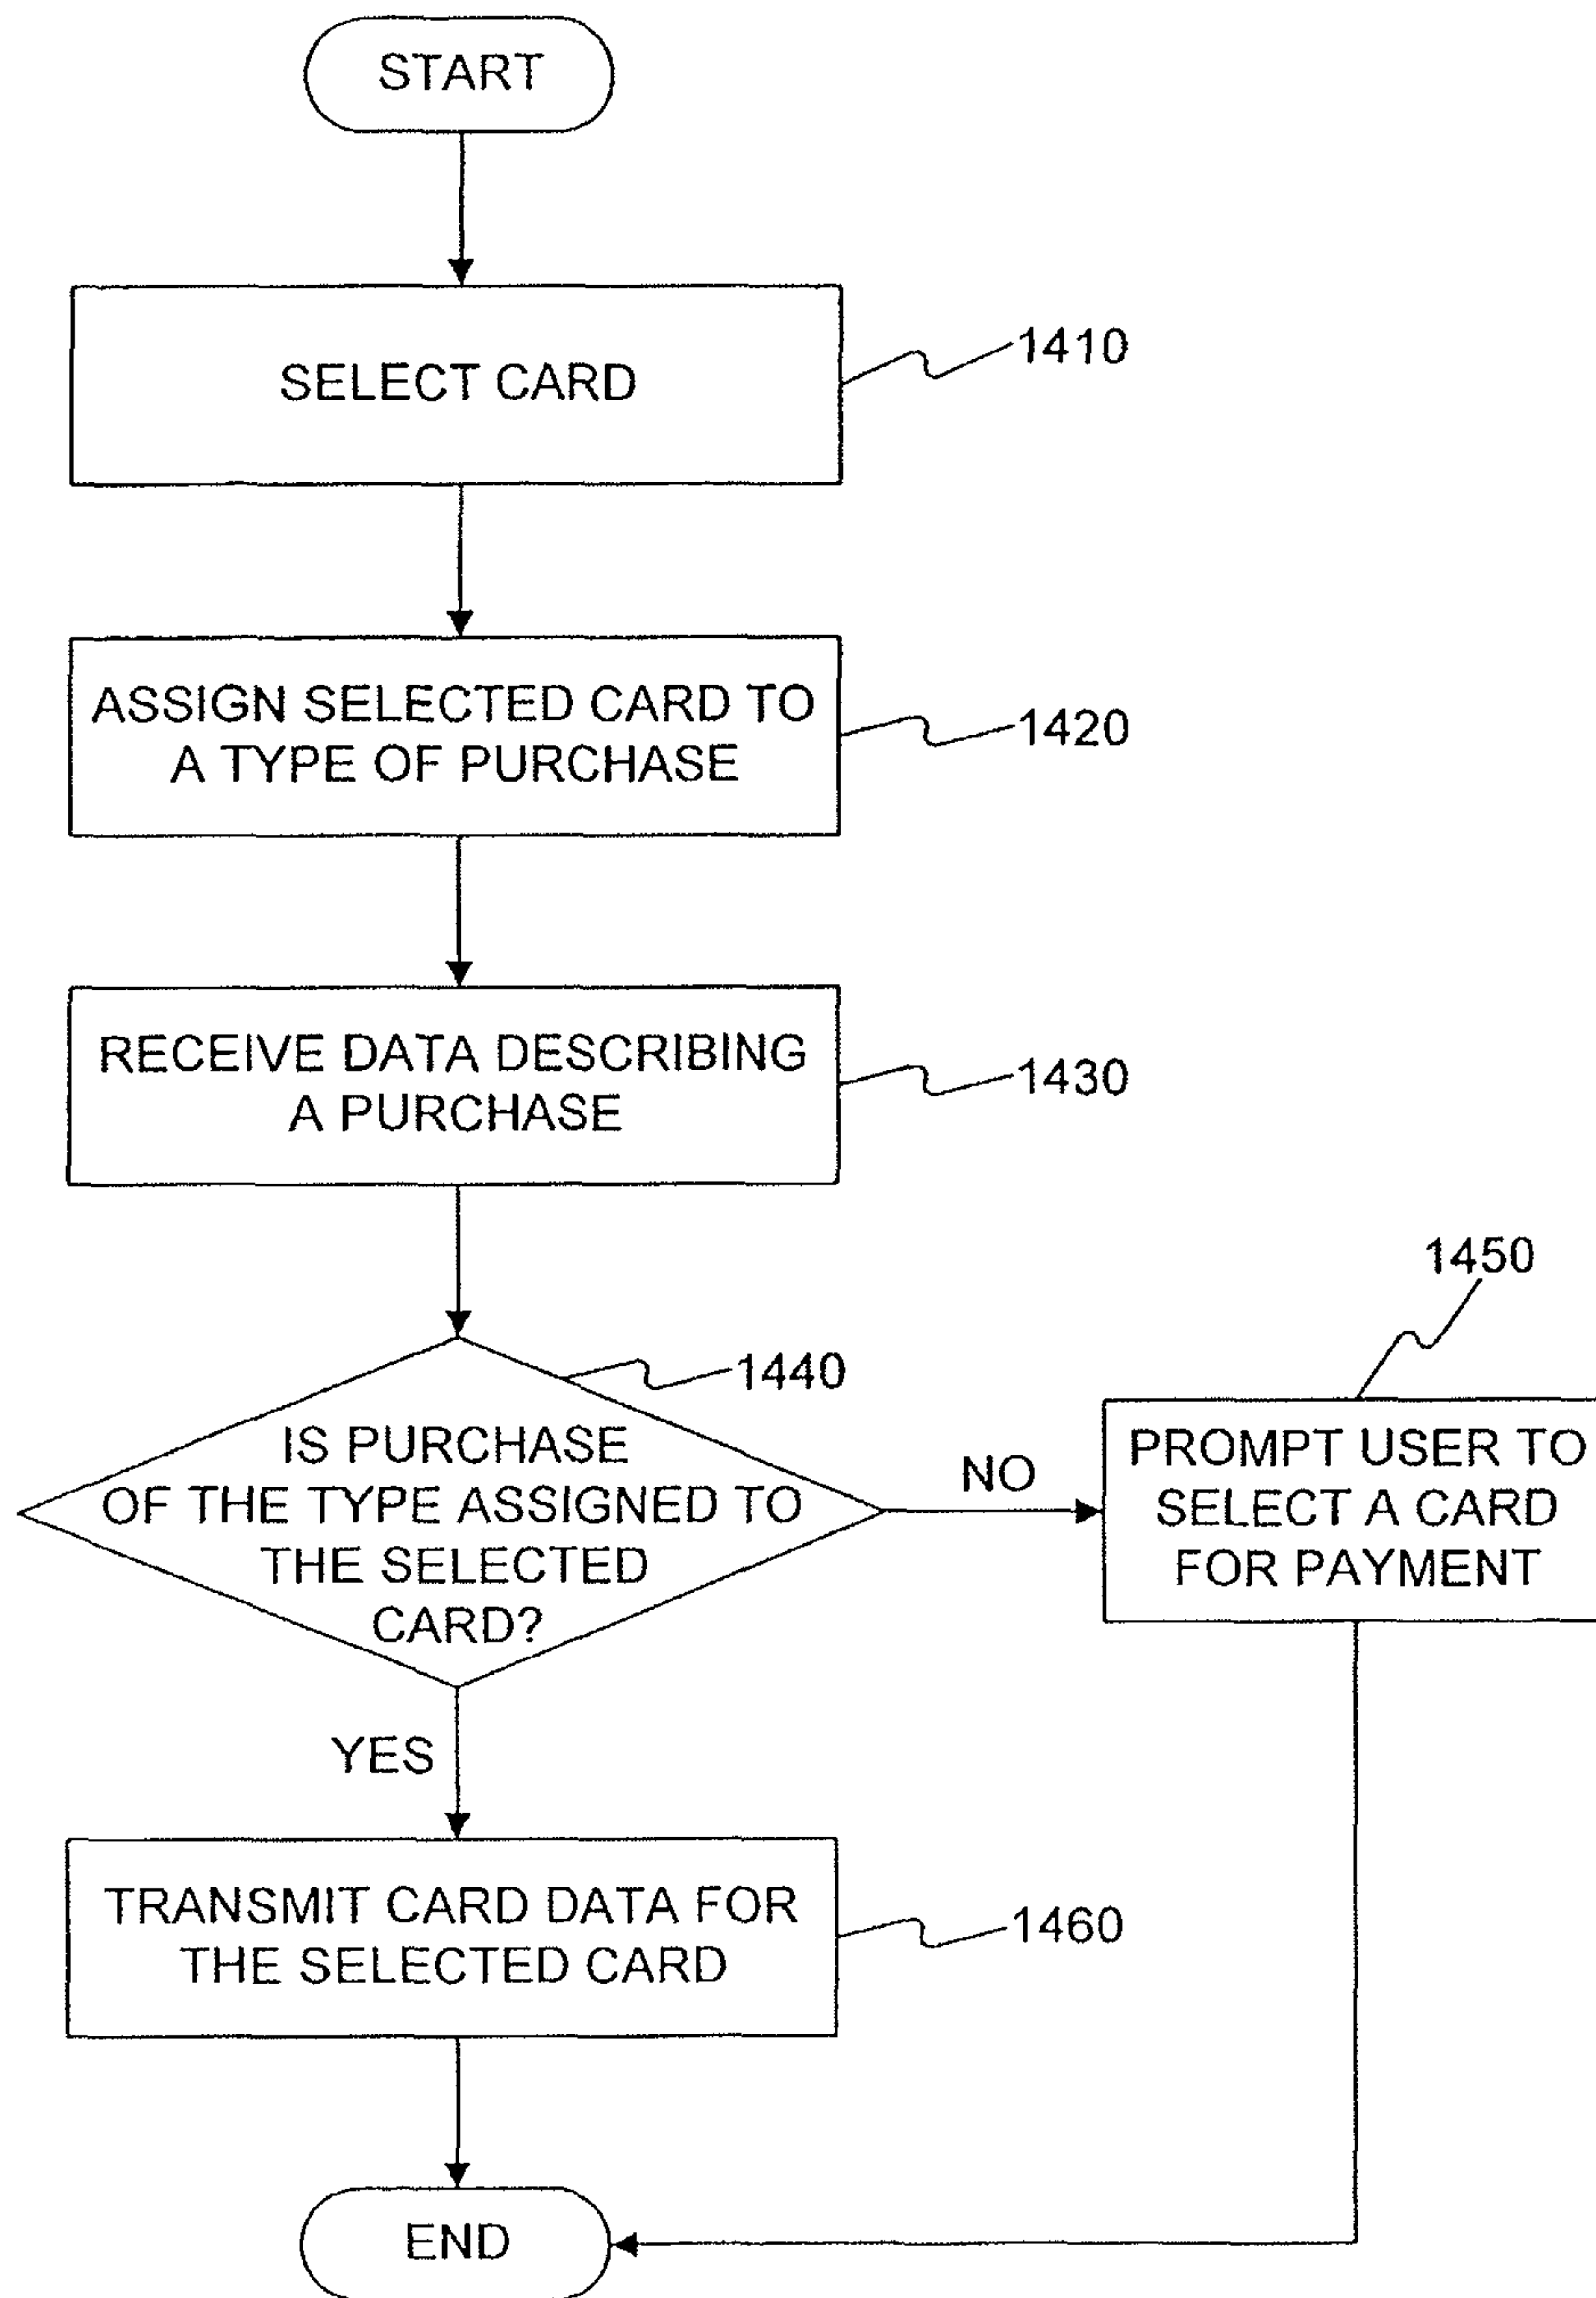 START
SELECT CARD
1410
ASSIGN SELECTED CARD TO
A TYPE OF PURCHASE
1420
RECEIVE DATA DESCRIBING
A PURCHASE
1430
1440
IS PURCHASE
OF THE TYPE ASSIGNED TO
THE SELECTED
CARD?
NO
1450
PROMPT USER TO
SELECT A CARD
FOR PAYMENT
YES
TRANSMIT CARD DATA FOR
THE SELECTED CARD
1460
END